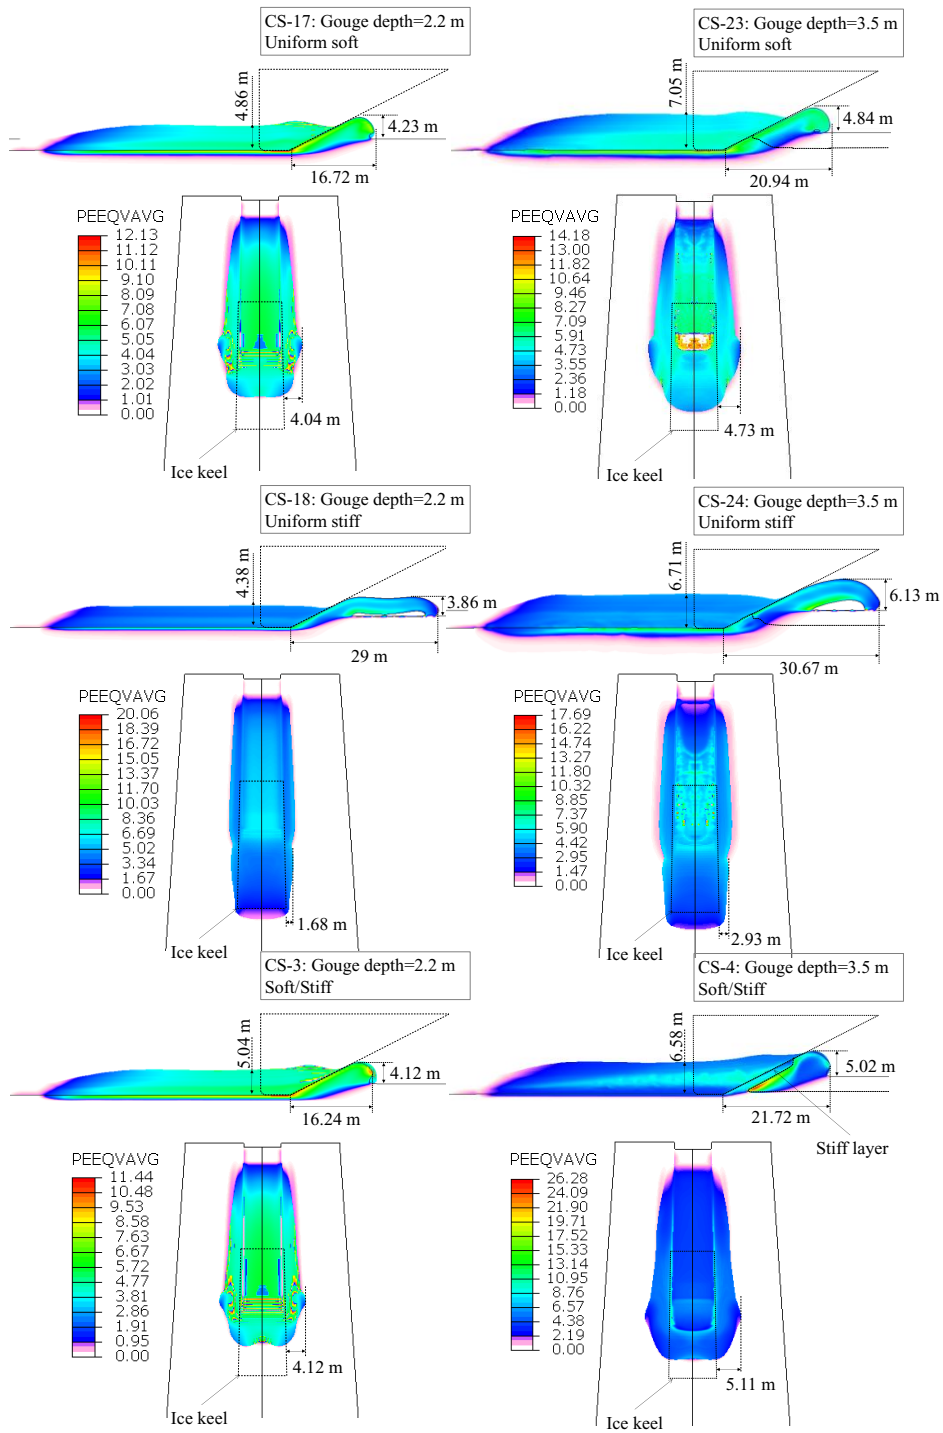 CS-17: Gouge depth=2.2 m
Uniform soft
4.86 m
4.23 m
16.72 m
PEEQVAVG
12.13
11.12
10.11
9.10
8.09
7.08
6.07
5.05
4.04
3.03
2.02
1.01
0.00
4.04 m
Ice keel
CS-23: Gouge depth=3.5 m
Uniform soft
7.05 m
4.84 m
20.94 m
PEEQVAVG
14.18
13.00
11.82
10.64
9.46
8.27
7.09
5.91
4.73
3.55
2.36
1.18
0.00
4.73 m
Ice keel
CS-18: Gouge depth=2.2 m
Uniform stiff
4.38 m
3.86 m
29 m
PEEQVAVG
20.06
18.39
16.72
15.05
13.37
11.70
10.03
8.36
6.69
5.02
3.34
1.67
0.00
1.68 m
Ice keel
CS-24: Gouge depth=3.5 m
Uniform stiff
6.71 m
6.13 m
30.67 m
PEEQVAVG
17.69
16.22
14.74
13.27
11.80
10.32
8.85
7.37
5.90
4.42
2.95
1.47
0.00
2.93 m
Ice keel
CS-3: Gouge depth=2.2 m
Soft/Stiff
5.04 m
4.12 m
16.24 m
PEEQVAVG
11.44
10.48
9.53
8.58
7.63
6.67
5.72
4.77
3.81
2.86
1.91
0.95
0.00
4.12 m
Ice keel
CS-4: Gouge depth=3.5 m
Soft/Stiff
6.58 m
5.02 m
21.72 m
Stiff layer
PEEQVAVG
26.28
24.09
21.90
19.71
17.52
15.33
13.14
10.95
8.76
6.57
4.38
2.19
0.00
5.11 m
Ice keel